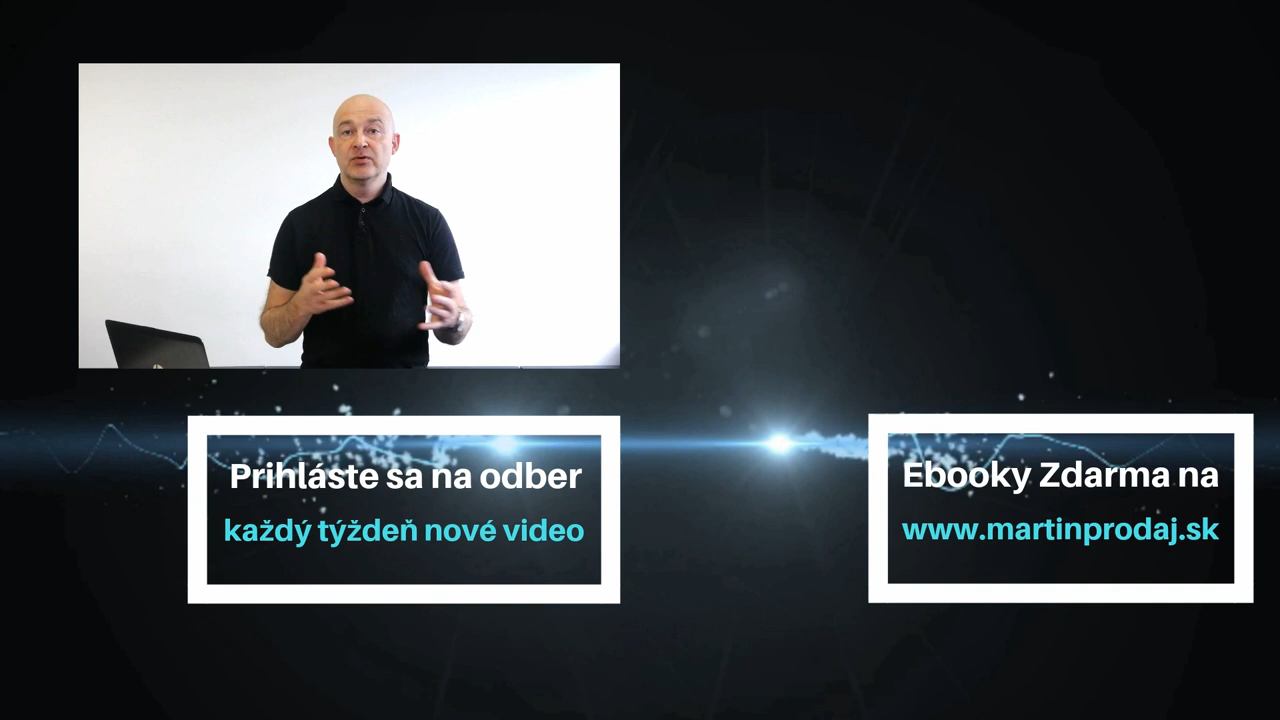 Prihláste sa na odber
každý týždeň nové video
Ebooky Zdarma na
www.martinprodaj.sk